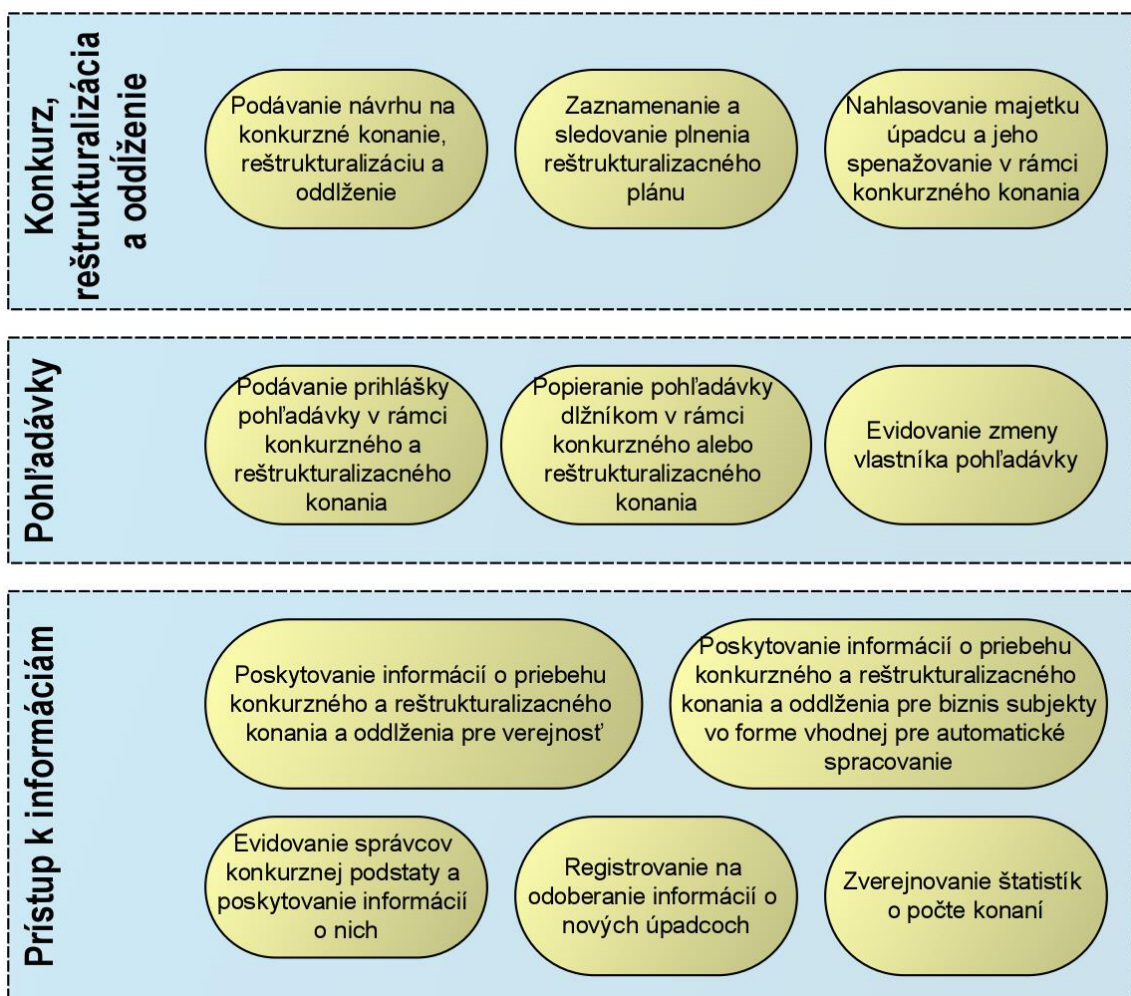 Konkurz,
reštrukturalizácia
a oddĺženie
Podávanie návrhu na
konkurzné konanie,
reštrukturalizáciu a
oddlženie
Zaznamenanie a
sledovanie plnenia
reštrukturalizacného
plánu
Nahlasovanie majetku
úpadcu a jeho
spenažovanie v rámci
konkurzného konania
Pohľadávky
Podávanie prihlášky
pohľadávky v rámci
konkurzného a
reštrukturalizacného
konania
Popieranie pohľadávky
dlžníkom v rámci
konkurzného alebo
reštrukturalizacného
konania
Evidovanie zmeny
vlastníka pohľadávky
Prístup k informáciám
Poskytovanie informácií o priebehu
konkurzného a reštrukturalizacného
konania a oddlženia pre verejnosť
Poskytovanie informácií o priebehu
konkurzného a reštrukturalizacného
konania a oddlženia pre biznis subjekty
vo forme vhodnej pre automatické
spracovanie
Evidovanie správcov
konkurznej podstaty a
poskytovanie informácií
o nich
Registrovanie na
odoberanie informácií o
nových úpadcoch
Zverejnovanie štatistík
o počte konaní